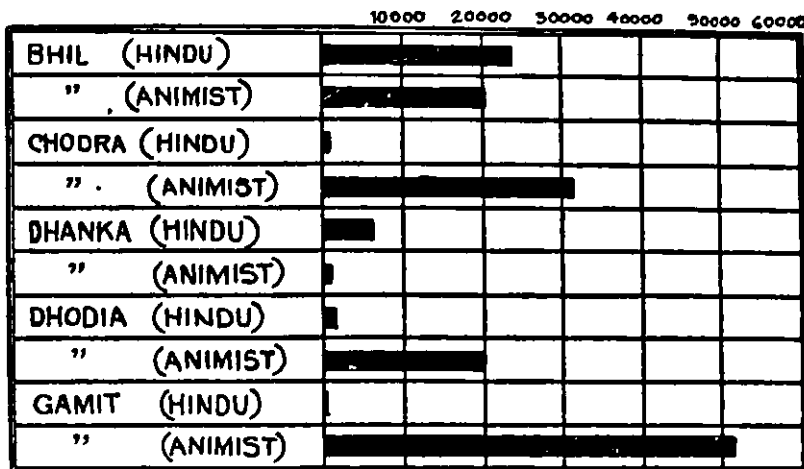 10000 20000 30000 40000 50000 60000
BHIL (HINDU)
" (ANIMIST)
CHODRA (HINDU)
" (ANIMIST)
DHANKA (HINDU)
" (ANIMIST)
DHODIA (HINDU)
" (ANIMIST)
GAMIT (HINDU)
" (ANIMIST)